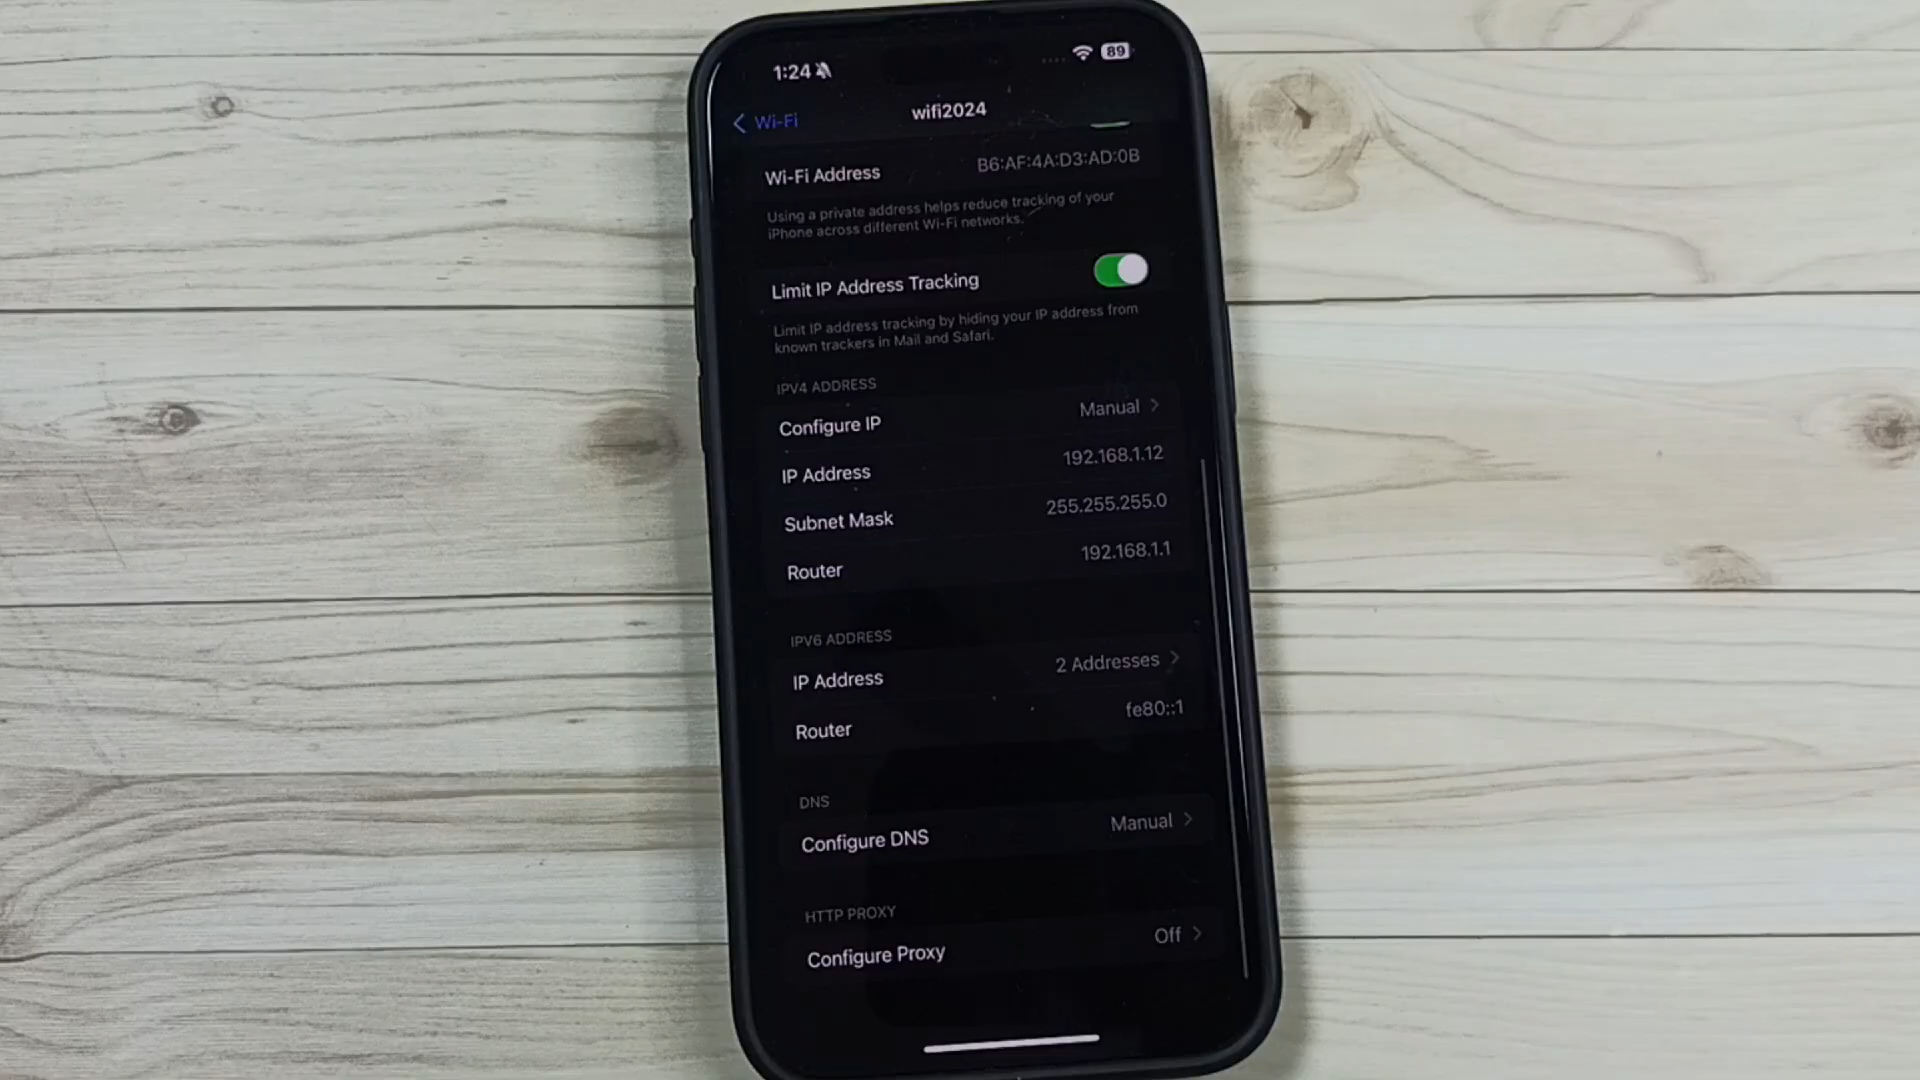 1:24
89
Wi-Fi
wifi2024
Wi-Fi Address
B6:AF:4A:D3:AD:0B
Using a private address helps reduce tracking of your
iPhone across different Wi-Fi networks.
Limit IP Address Tracking
Limit IP address tracking by hiding your IP address from
known trackers in Mail and Safari.
IPV4 ADDRESS
Configure IP
Manual
IP Address
192.168.1.12
Subnet Mask
255.255.255.0
Router
192.168.1.1
IPV6 ADDRESS
IP Address
2 Addresses
Router
fe80::1
DNS
Configure DNS
Manual
HTTP PROXY
Configure Proxy
Off